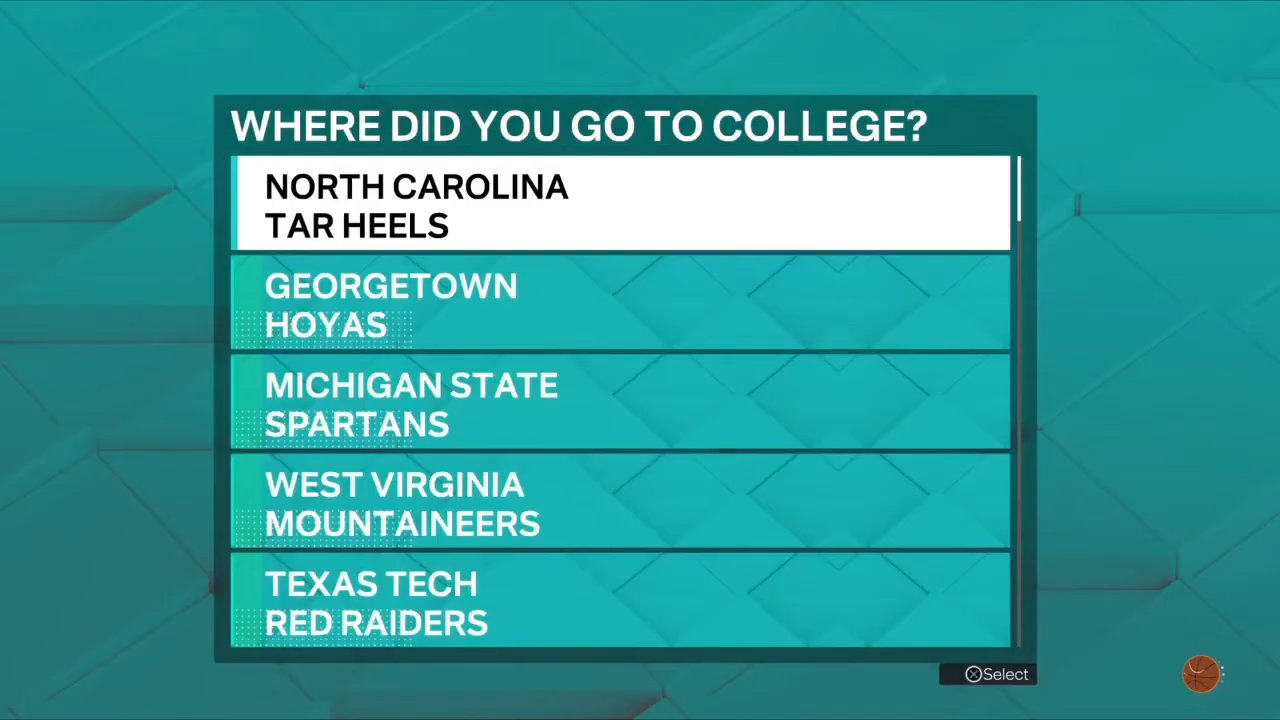 WHERE DID YOU GO TO COLLEGE?
NORTH CAROLINA
TAR HEELS
GEORGETOWN
HOYAS
MICHIGAN STATE
SPARTANS
WEST VIRGINIA
MOUNTAINEERS
TEXAS TECH
RED RAIDERS
Select